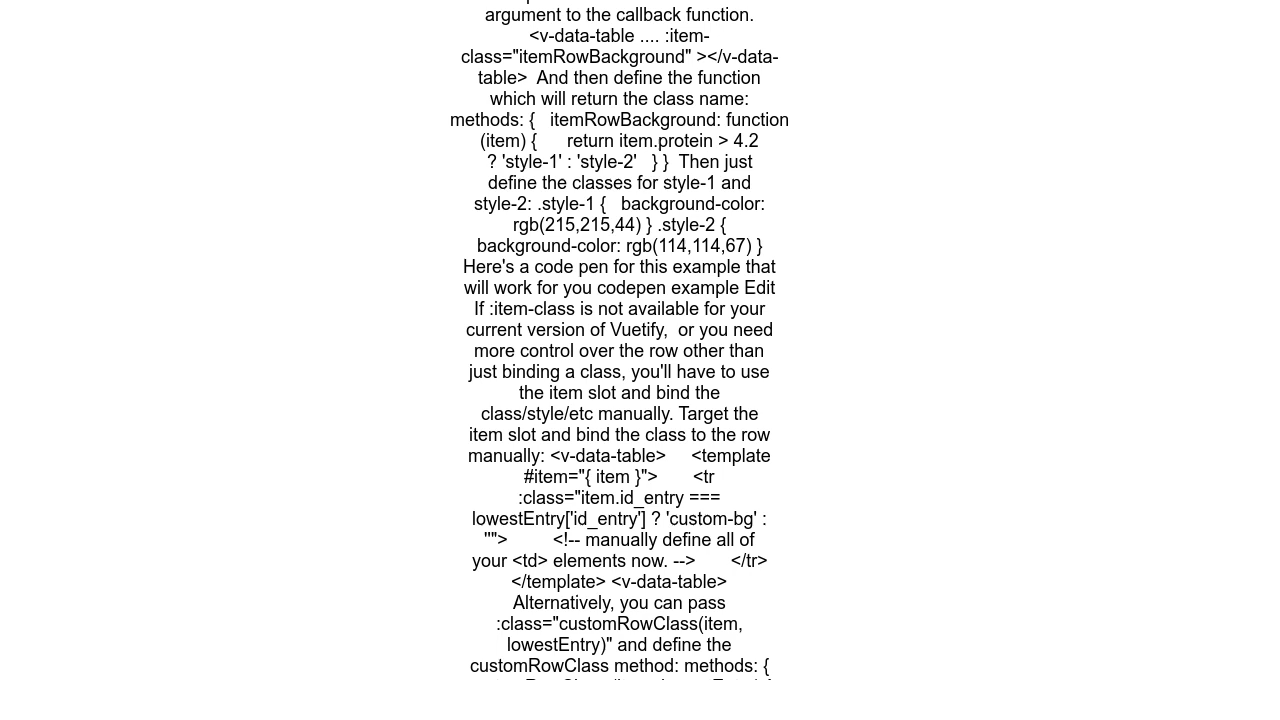 argument to the callback function.
<v-data-table .... :item-
class="itemRowBackground" ></v-data-
table>  And then define the function
which will return the class name:
methods: {   itemRowBackground: function
(item) {      return item.protein > 4.2
? 'style-1' : 'style-2'   } }  Then just
define the classes for style-1 and
style-2: .style-1 {   background-color:
rgb(215,215,44) } .style-2 {
background-color: rgb(114,114,67) }
Here's a code pen for this example that
will work for you codepen example Edit
If :item-class is not available for your
current version of Vuetify,  or you need
more control over the row other than
just binding a class, you'll have to use
the item slot and bind the
class/style/etc manually. Target the
item slot and bind the class to the row
manually: <v-data-table>     <template
#item="{ item }">       <tr
:class="item.id_entry ===
lowestEntry['id_entry'] ? 'custom-bg' :
''">         <!-- manually define all of
your <td> elements now. -->       </tr>
</template> <v-data-table>
Alternatively, you can pass
:class="customRowClass(item,
lowestEntry)" and define the
customRowClass method: methods: {